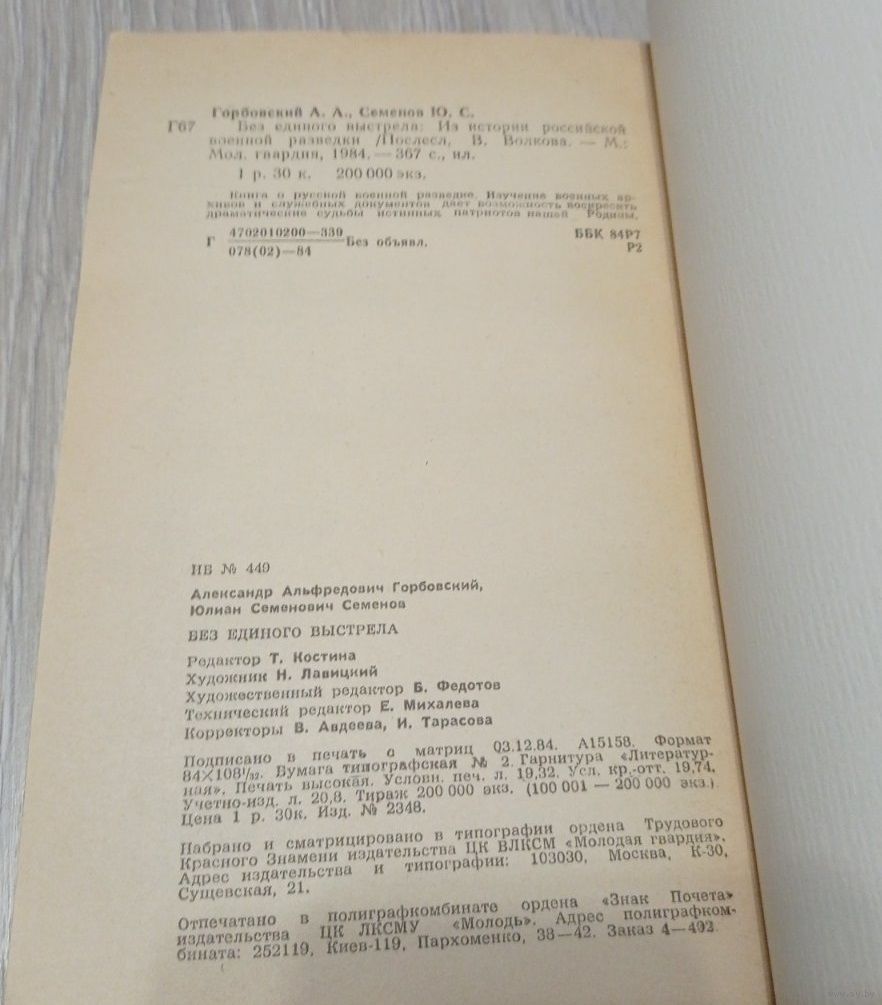 Горбовский А. А., Семенов Ю. С.
Г67 Без единого выстрела: Из истории российской
военной разведки /Послесл. В. Волкова. — М.:
Мол. гвардия, 1984. — 367 с., ил.
1 р. 30 к. 200 000 экз.
Книга о русской военной разведке. Изучение военных ар-
хивов и служебных документов дает возможность воскресить
драматические судьбы истинных патриотов нашей Родины.
Г 4702010200—339 Без объявл. ББК 84Р7
078(02)—84 Р2
ИБ № 449
Александр Альфредович Горбовский,
Юлиан Семенович Семенов
БЕЗ ЕДИНОГО ВЫСТРЕЛА
Редактор Т. Костина
Художник Н. Лавицкий
Художественный редактор Б. Федотов
Технический редактор Е. Михалева
Корректоры В. Авдеева, И. Тарасова
Подписано в печать с матриц 03.12.84. А15158. Формат
84×108¹/₃₂. Бумага типографская № 2. Гарнитура «Литератур-
ная». Печать высокая. Условн. печ. л. 19,32. Усл. кр.-отт. 19,74.
Учетно-изд. л. 20,8. Тираж 200 000 экз. (100 001 — 200 000 экз.).
Цена 1 р. 30к. Изд. № 2348.
Набрано и сматрицировано в типографии ордена Трудового
Красного Знамени издательства ЦК ВЛКСМ «Молодая гвардия».
Адрес издательства и типографии: 103030, Москва, К-30,
Сущевская, 21.
Отпечатано в полиграфкомбинате ордена «Знак Почета»
издательства ЦК ЛКСМУ «Молодь». Адрес полиграфком-
бината: 252119, Киев-119, Пархоменко, 38—42. Заказ 4—492.